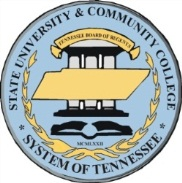 STATE UNIVERSITY & COMMUNITY COLLEGE
TENNESSEE BOARD OF REGENTS
MCMLXXII
SYSTEM OF TENNESSEE